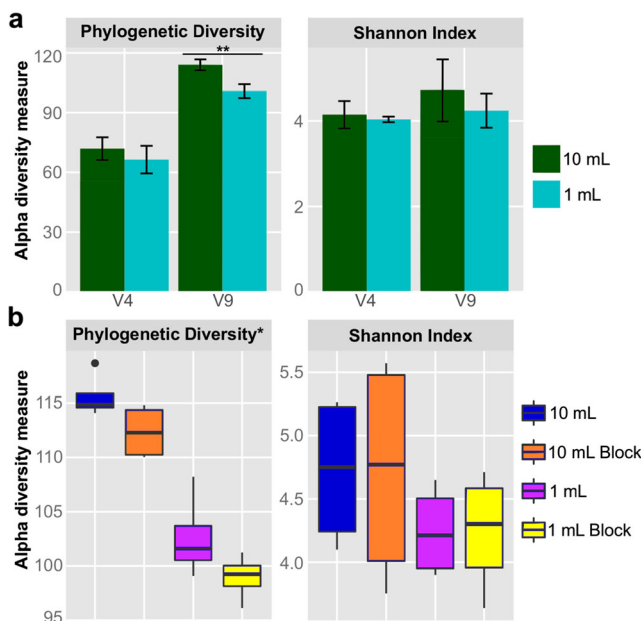 a
Phylogenetic Diversity
Shannon Index
Alpha diversity measure
120
90
60
30
0
**
V4
V9
4
2
0
V4
V9
10 mL
1 mL
b
Phylogenetic Diversity*
Shannon Index
Alpha diversity measure
115
110
105
100
95
5.5
5.0
4.5
4.0
10 mL
10 mL Block
1 mL
1 mL Block